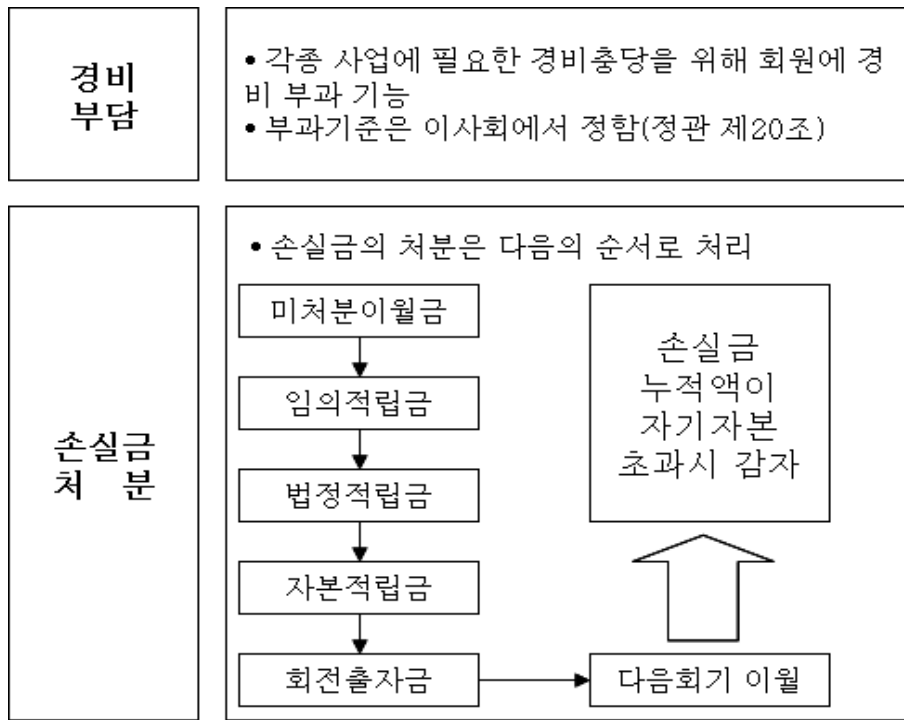 경비
부담
• 각종 사업에 필요한 경비충당을 위해 회원에 경
비 부과 기능
• 부과기준은 이사회에서 정함(정관 제20조)
손실금
처 분
• 손실금의 처분은 다음의 순서로 처리
미처분이월금
임의적립금
법정적립금
자본적립금
회전출자금
다음회기 이월
손실금
누적액이
자기자본
초과시 감자